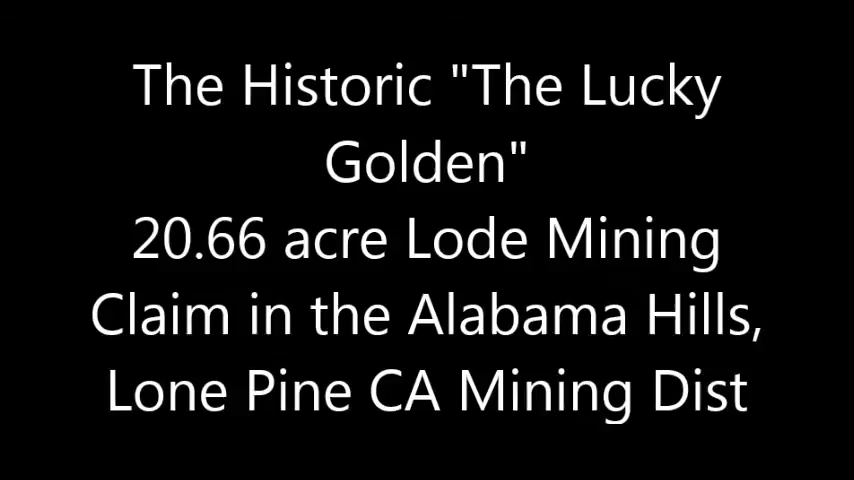 The Historic "The Lucky
Golden"
20.66 acre Lode Mining
Claim in the Alabama Hills,
Lone Pine CA Mining Dist